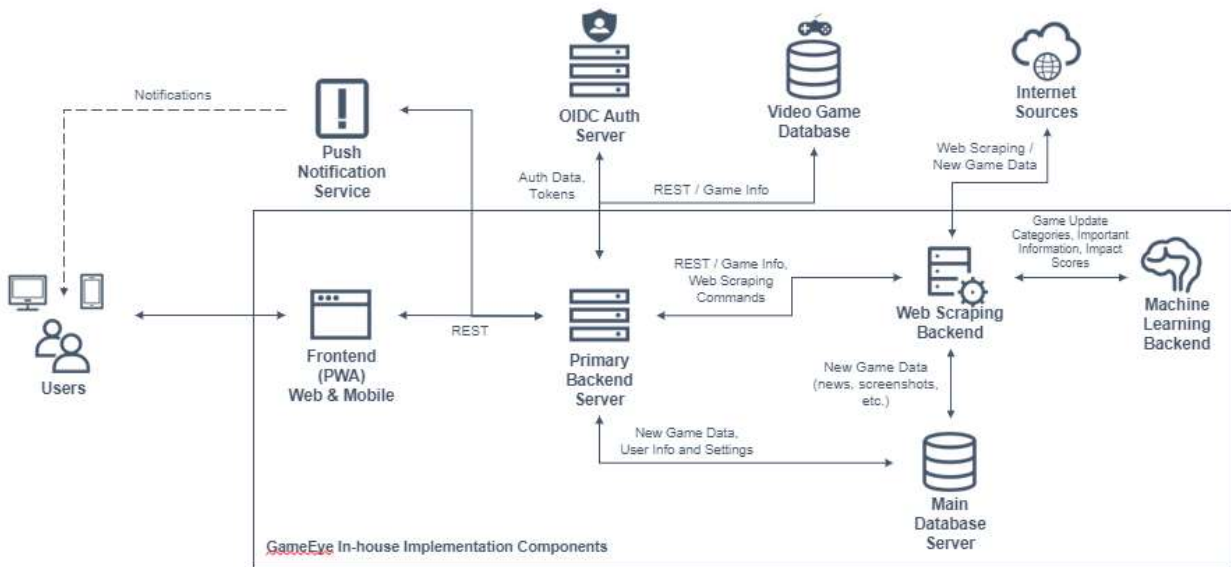 Notifications
Push
Notification
Service
OIDC Auth
Server
Video Game
Database
Internet
Sources
Auth Data,
Tokens
REST / Game Info
Web Scraping /
New Game Data
Game Update
Categories, Important
Information, Impact
Scores
Users
Frontend
(PWA)
Web & Mobile
REST
Primary
Backend
Server
REST / Game Info,
Web Scraping
Commands
Web Scraping
Backend
Machine
Learning
Backend
New Game Data
(news, screenshots,
etc.)
New Game Data,
User Info and Settings
Main
Database
Server
GameEye In-house Implementation Components